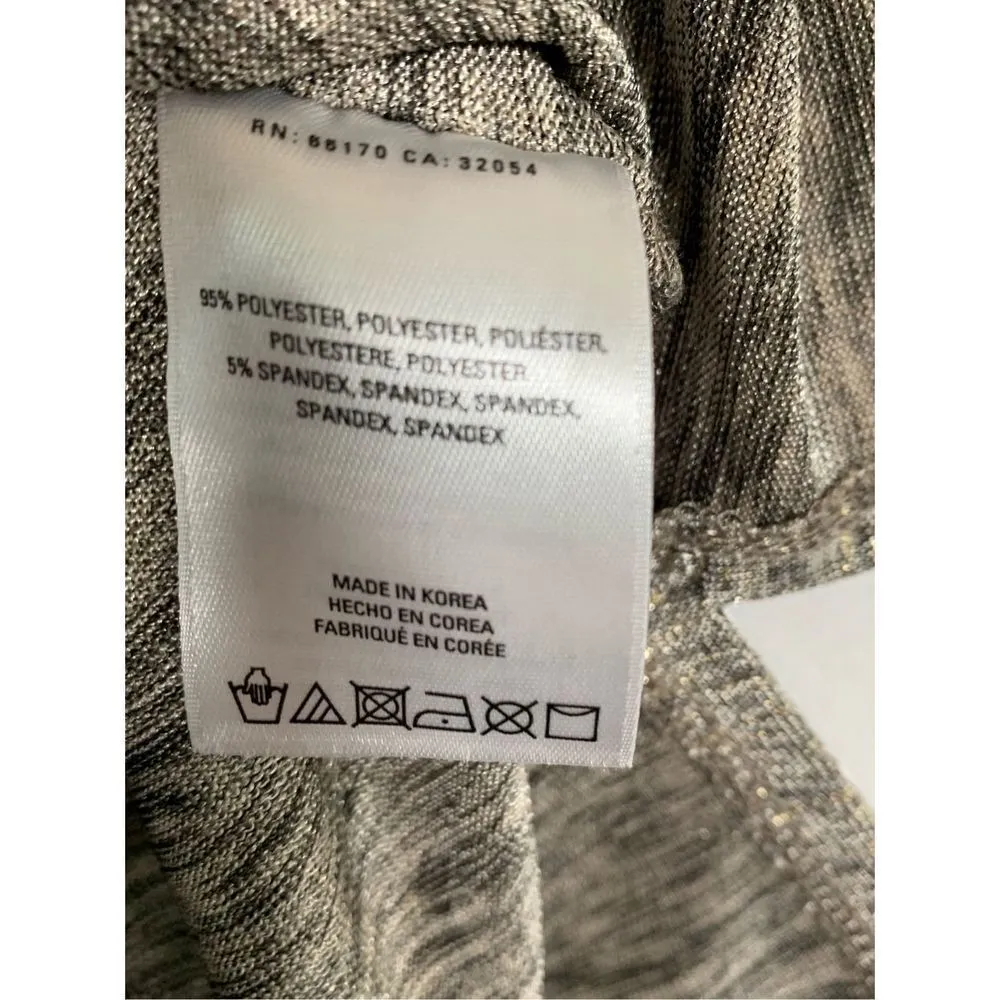 RN: 66170 CA: 32054
95% POLYESTER, POLYESTER, POLIÉSTER,
POLYESTERE, POLYESTER
5% SPANDEX, SPANDEX, SPANDEX,
SPANDEX, SPANDEX
MADE IN KOREA
HECHO EN COREA
FABRIQUÉ EN CORÉE